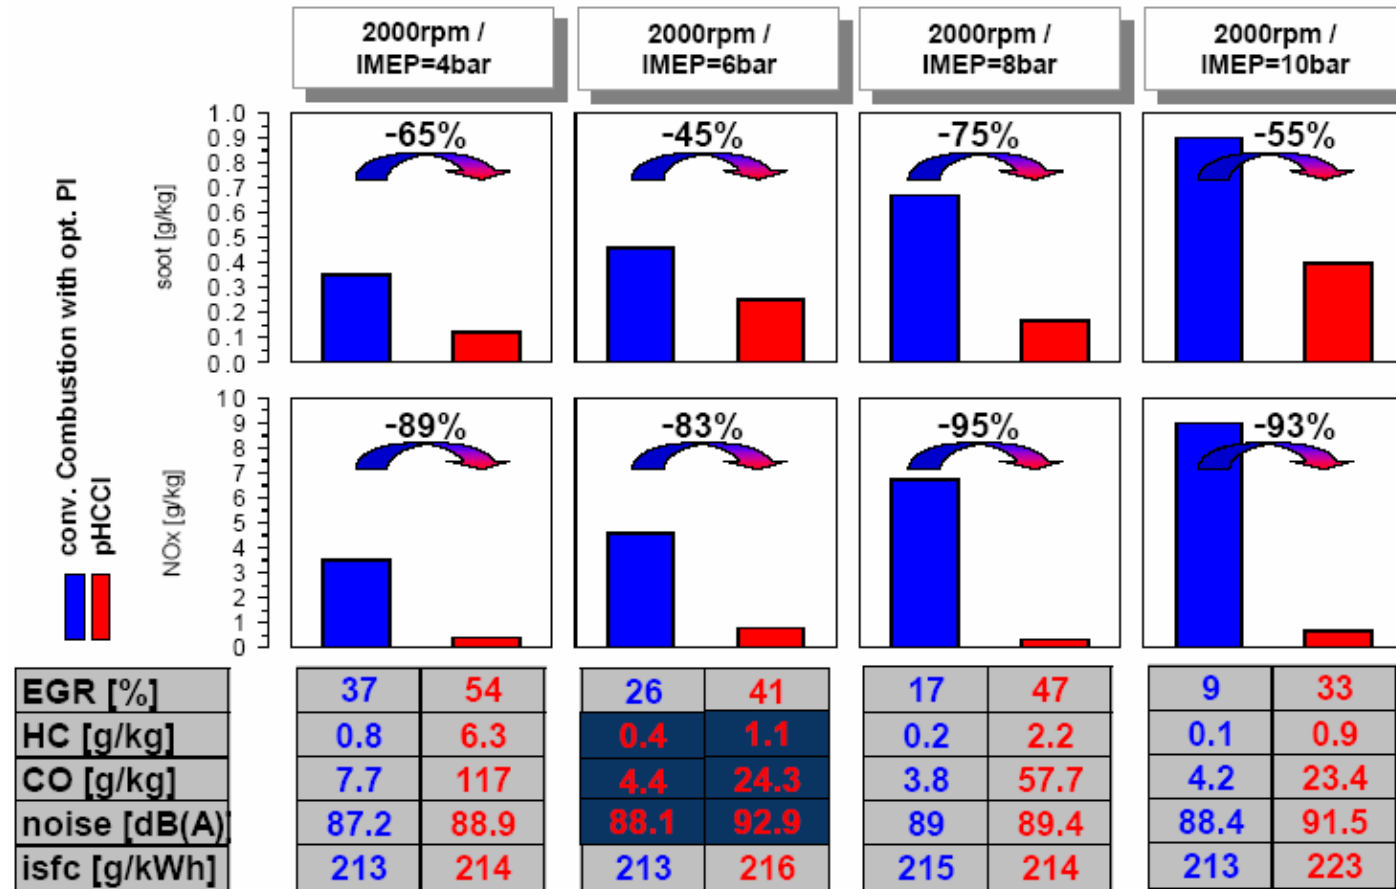 2000rpm /
IMEP=4bar
2000rpm /
IMEP=6bar
2000rpm /
IMEP=8bar
2000rpm /
IMEP=10bar
conv. Combustion with opt. PI
pHCCI
soot [g/kg]
1.0
0.9
0.8
0.7
0.6
0.5
0.4
0.3
0.2
0.1
0.0
-65%
-45%
-75%
-55%
NOx [g/kg]
10
9
8
7
6
5
4
3
2
1
0
-89%
-83%
-95%
-93%
EGR [%] 37 54 26 41 17 47 9 33
HC [g/kg] 0.8 6.3 0.4 1.1 0.2 2.2 0.1 0.9
CO [g/kg] 7.7 117 4.4 24.3 3.8 57.7 4.2 23.4
noise [dB(A)] 87.2 88.9 88.1 92.9 89 89.4 88.4 91.5
isfc [g/kWh] 213 214 213 216 215 214 213 223